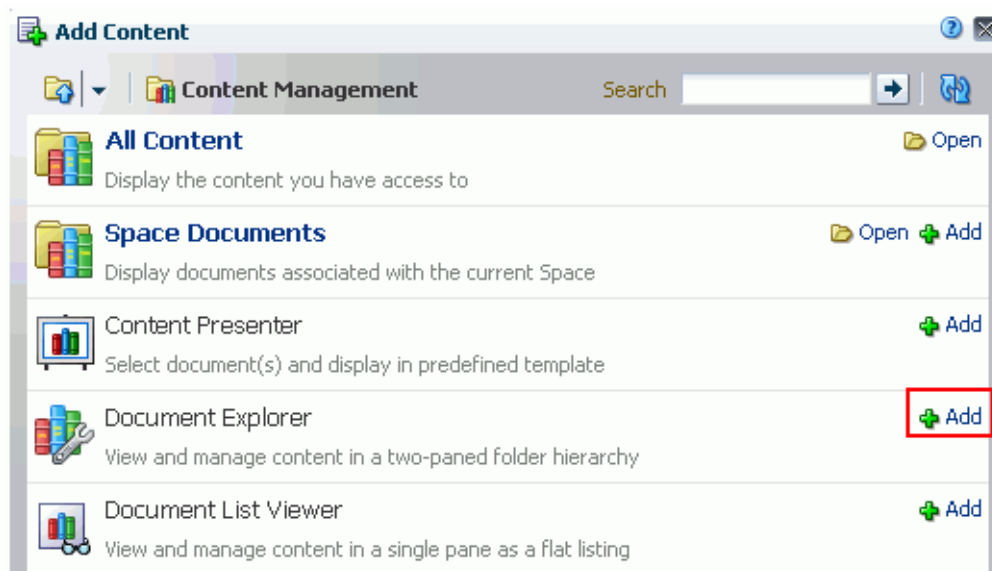 Add Content
Content Management Search
All Content Open
Display the content you have access to
Space Documents Open Add
Display documents associated with the current Space
Content Presenter Add
Select document(s) and display in predefined template
Document Explorer Add
View and manage content in a two-paned folder hierarchy
Document List Viewer Add
View and manage content in a single pane as a flat listing